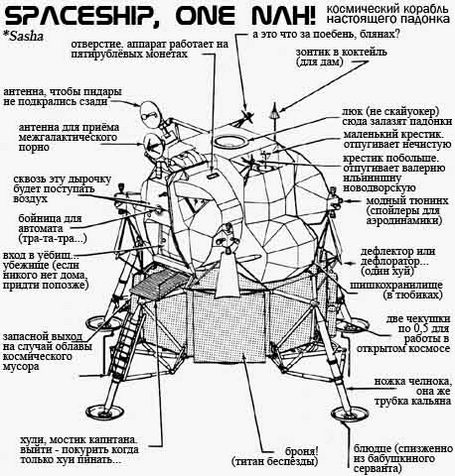 SPACESHIP, ONE NAH!
космический корабль
настоящего падонка
*Sasha
отверстие. аппарат работает на
пятирублёвых монетах
а это что за поебень, блянах?
зонтик в коктейль
(для дам)
антенна, чтобы пидары
не подкрались сзади
антенна для приёма
межгалактического
порно
сквозь эту дырочку
будет поступать
воздух
бойница для
автомата
(тра-та-тра...)
вход в уёбищ..
убежище (если
никого нет дома,
придти попозже)
запасной выход
на случай облавы
космического
мусора
хули, мостик капитана.
выйти - покурить когда
только хуи пинать...
люк (не скайуокер)
сюда залазят падонки
маленький крестик.
отпугивает нечистую
крестик побольше.
отпугивает валерию
ильинишну
новодворскую
модный тюнинх
(спойлеры для
аэродинамики)
дефлектор или
дефлоратор...
(один хуй)
шишкохранилище
(в тюбиках)
две чекушки
по 0,5 для
работы в
открытом космосе
ножка челнока,
она же
трубка кальяна
броня!
(титан бесєзды)
блюдце (спизженно
из бабушкинного
серванта)